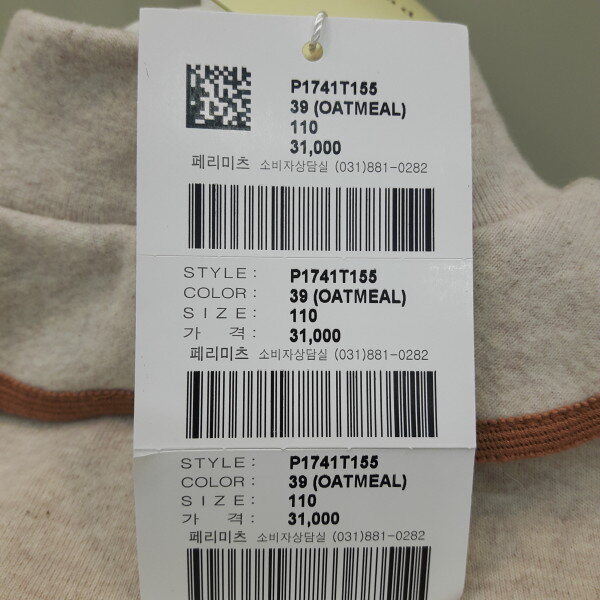 P1741T155
39 (OATMEAL)
110
31,000
페리미츠 소비자상담실 (031)881-0282
STYLE: P1741T155
COLOR: 39 (OATMEAL)
SIZE: 110
가 격: 31,000
페리미츠 소비자상담실 (031)881-0282
STYLE: P1741T155
COLOR: 39 (OATMEAL)
SIZE: 110
가 격: 31,000
페리미츠 소비자상담실 (031)881-0282